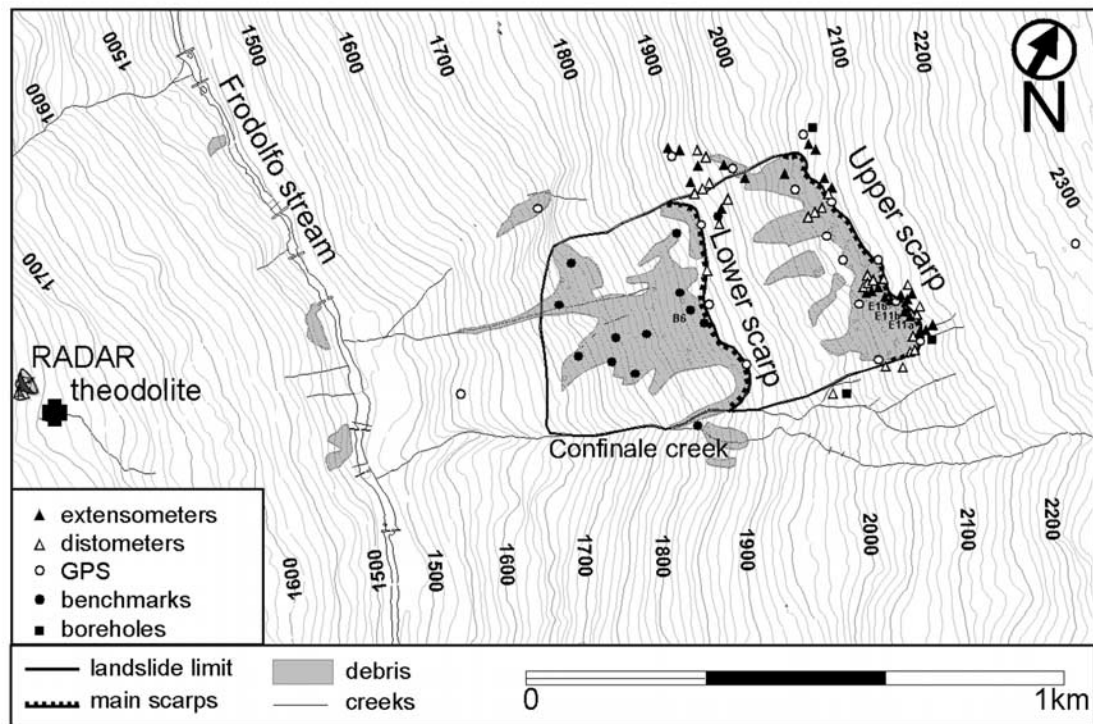 1500
1500
1600
1700
1800
1900
2000
2100
2200
1600
N
Frodolfo stream
Upper scarp
2300
1700
Lower scarp
E18
E11b
E11a
B6
RADAR
theodolite
Confinale creek
1600
1500
1500
1600
1700
1800
1900
2000
2100
2200
extensometers
distometers
GPS
benchmarks
boreholes
landslide limit
debris
main scarps
creeks
0
1km